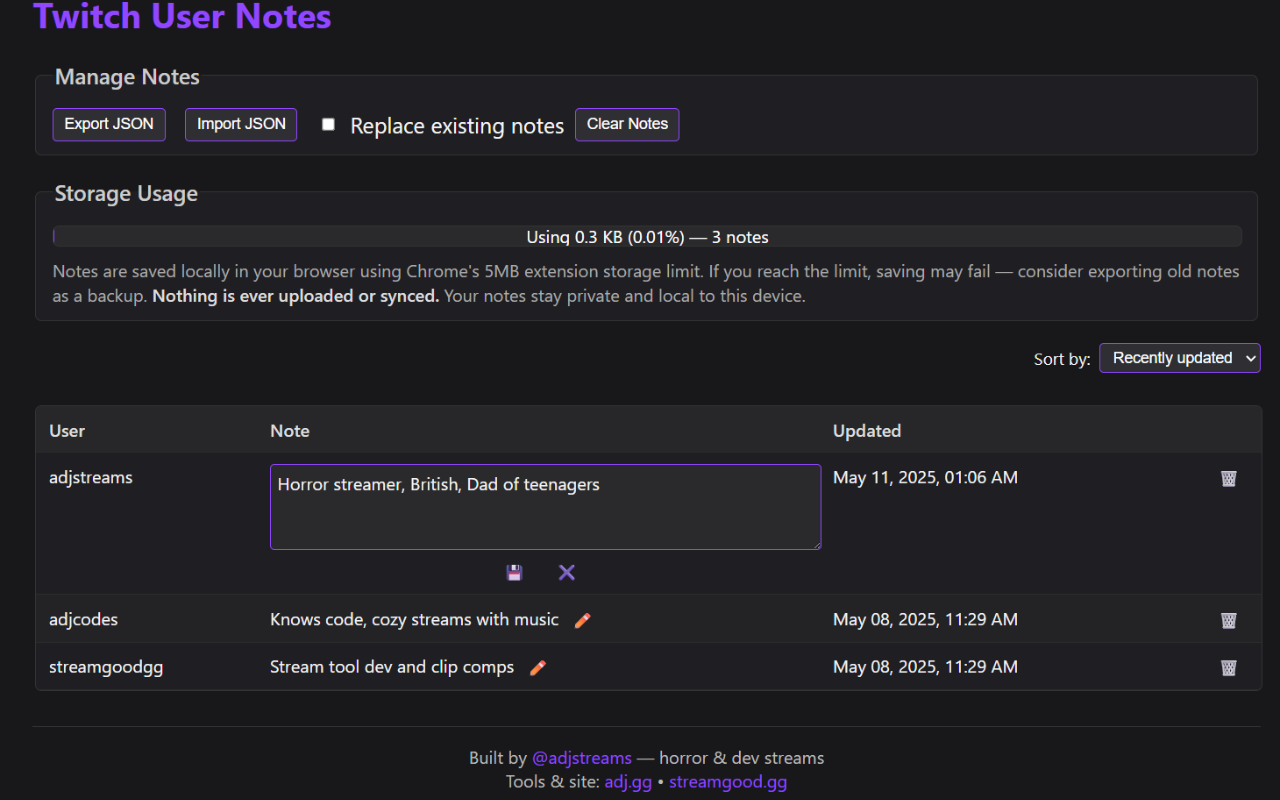 Twitch User Notes
Manage Notes
Export JSON Import JSON Replace existing notes Clear Notes
Storage Usage
Using 0.3 KB (0.01%) — 3 notes
Notes are saved locally in your browser using Chrome's 5MB extension storage limit. If you reach the limit, saving may fail — consider exporting old notes
as a backup. Nothing is ever uploaded or synced. Your notes stay private and local to this device.
Sort by: Recently updated
User Note Updated
adjstreams Horror streamer, British, Dad of teenagers May 11, 2025, 01:06 AM
adjcodes Knows code, cozy streams with music May 08, 2025, 11:29 AM
streamgoodgg Stream tool dev and clip comps May 08, 2025, 11:29 AM
Built by @adjstreams — horror & dev streams
Tools & site: adj.gg • streamgood.gg